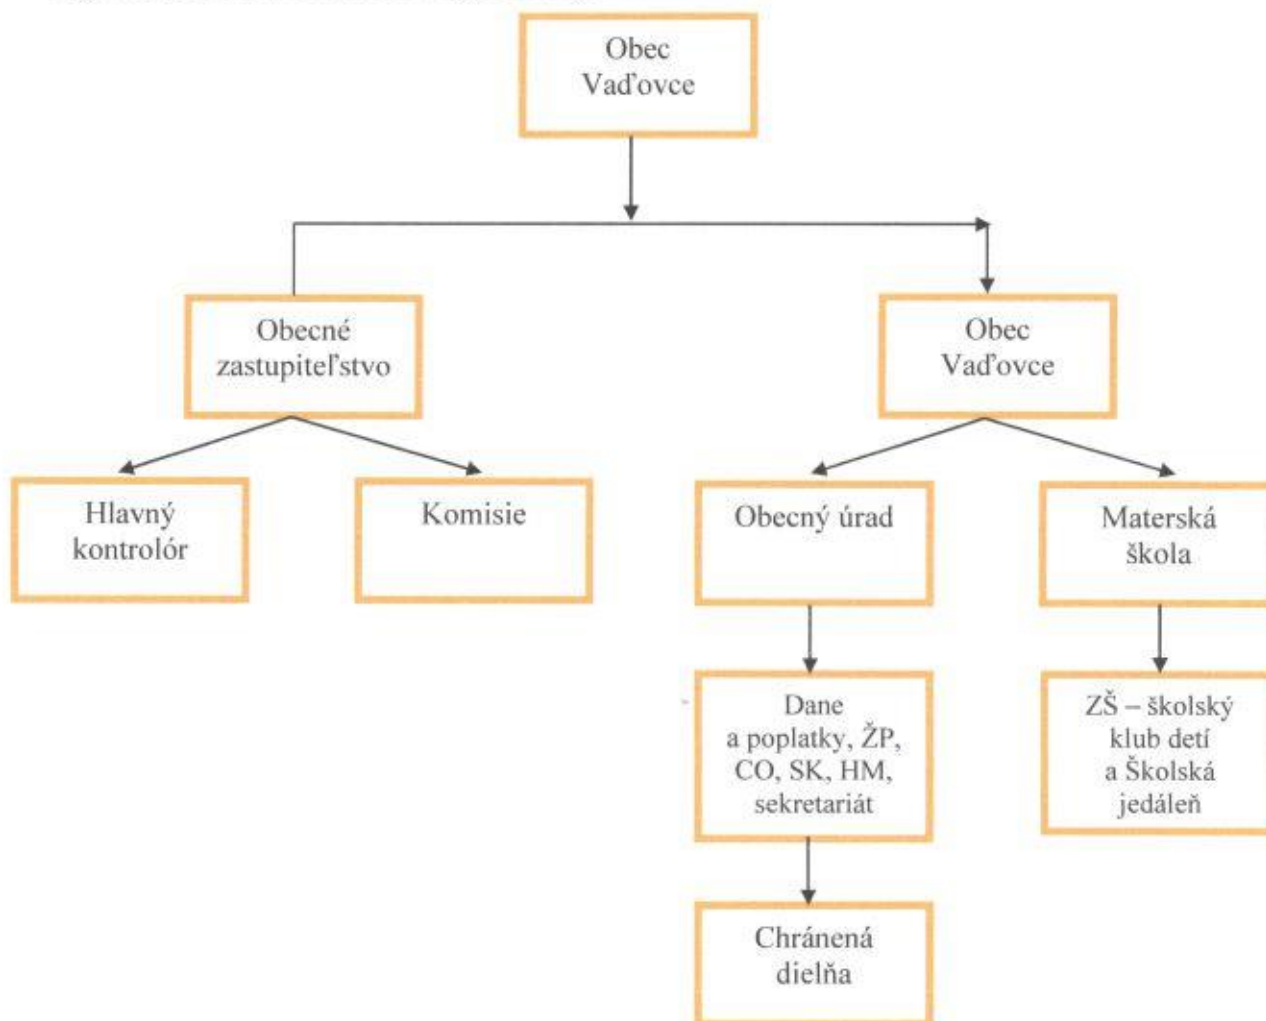 Obec
Vaďovce
Obecné
zastupiteľstvo
Obec
Vaďovce
Hlavný
kontrolór
Komisie
Obecný úrad
Materská
škola
Dane
a poplatky, ŽP,
CO, SK, HM,
sekretariát
ZŠ – školský
klub detí
a Školská
jedáleň
Chránená
dielňa